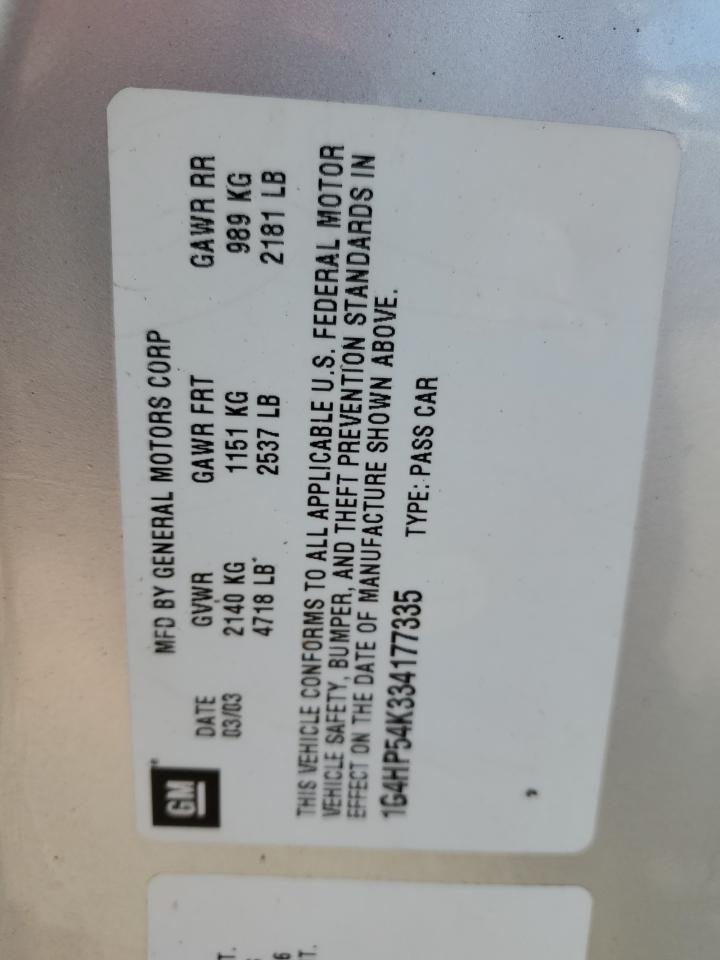 GM
MFD BY GENERAL MOTORS CORP
DATE GVWR GAWR FRT GAWR RR
03/03 2140 KG 1151 KG 989 KG
4718 LB 2537 LB 2181 LB
THIS VEHICLE CONFORMS TO ALL APPLICABLE U.S. FEDERAL MOTOR
VEHICLE SAFETY, BUMPER, AND THEFT PREVENTION STANDARDS IN
EFFECT ON THE DATE OF MANUFACTURE SHOWN ABOVE.
1G4HP54K334177335 TYPE: PASS CAR